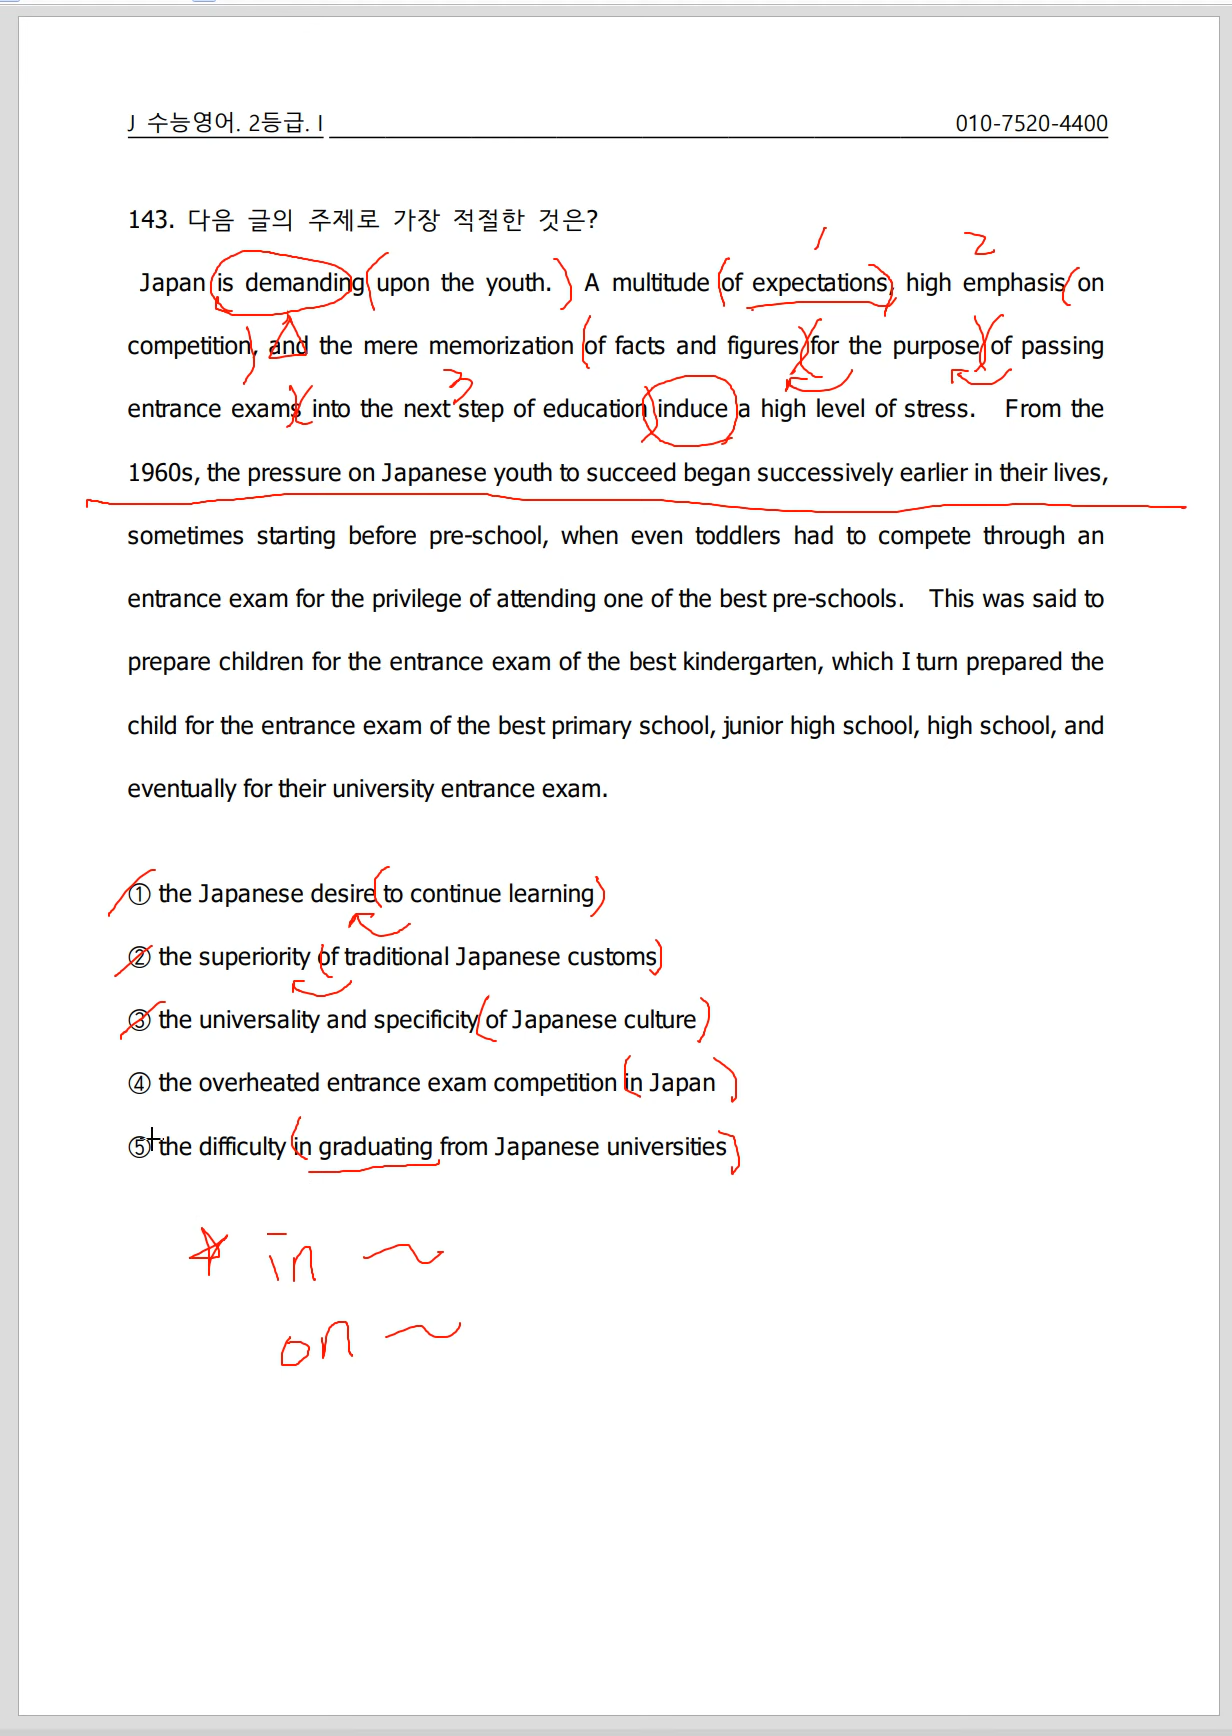 J 수능영어. 2등급. I 010-7520-4400
143. 다음 글의 주제로 가장 적절한 것은?
1 2
Japan is demanding upon the youth. A multitude of expectations, high emphasis on
competition, and the mere memorization of facts and figures for the purpose of passing
3
entrance exams into the next step of education induce a high level of stress. From the
1960s, the pressure on Japanese youth to succeed began successively earlier in their lives,
sometimes starting before pre-school, when even toddlers had to compete through an
entrance exam for the privilege of attending one of the best pre-schools. This was said to
prepare children for the entrance exam of the best kindergarten, which I turn prepared the
child for the entrance exam of the best primary school, junior high school, high school, and
eventually for their university entrance exam.
① the Japanese desire to continue learning
② the superiority of traditional Japanese customs
③ the universality and specificity of Japanese culture
④ the overheated entrance exam competition in Japan
⑤ the difficulty in graduating from Japanese universities
* in ~
on ~